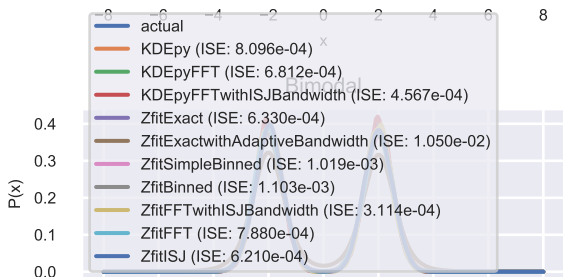 −8 −6 −4 −2 0 2 4 6 8
x
Bimodal
actual
KDEpy (ISE: 8.096e-04)
KDEpyFFT (ISE: 6.812e-04)
KDEpyFFTwithISJBandwidth (ISE: 4.567e-04)
ZfitExact (ISE: 6.330e-04)
ZfitExactwithAdaptiveBandwidth (ISE: 1.050e-02)
ZfitSimpleBinned (ISE: 1.019e-03)
ZfitBinned (ISE: 1.103e-03)
ZfitFFTwithISJBandwidth (ISE: 3.114e-04)
ZfitFFT (ISE: 7.880e-04)
ZfitISJ (ISE: 6.210e-04)
P(x)
0.4
0.3
0.2
0.1
0.0